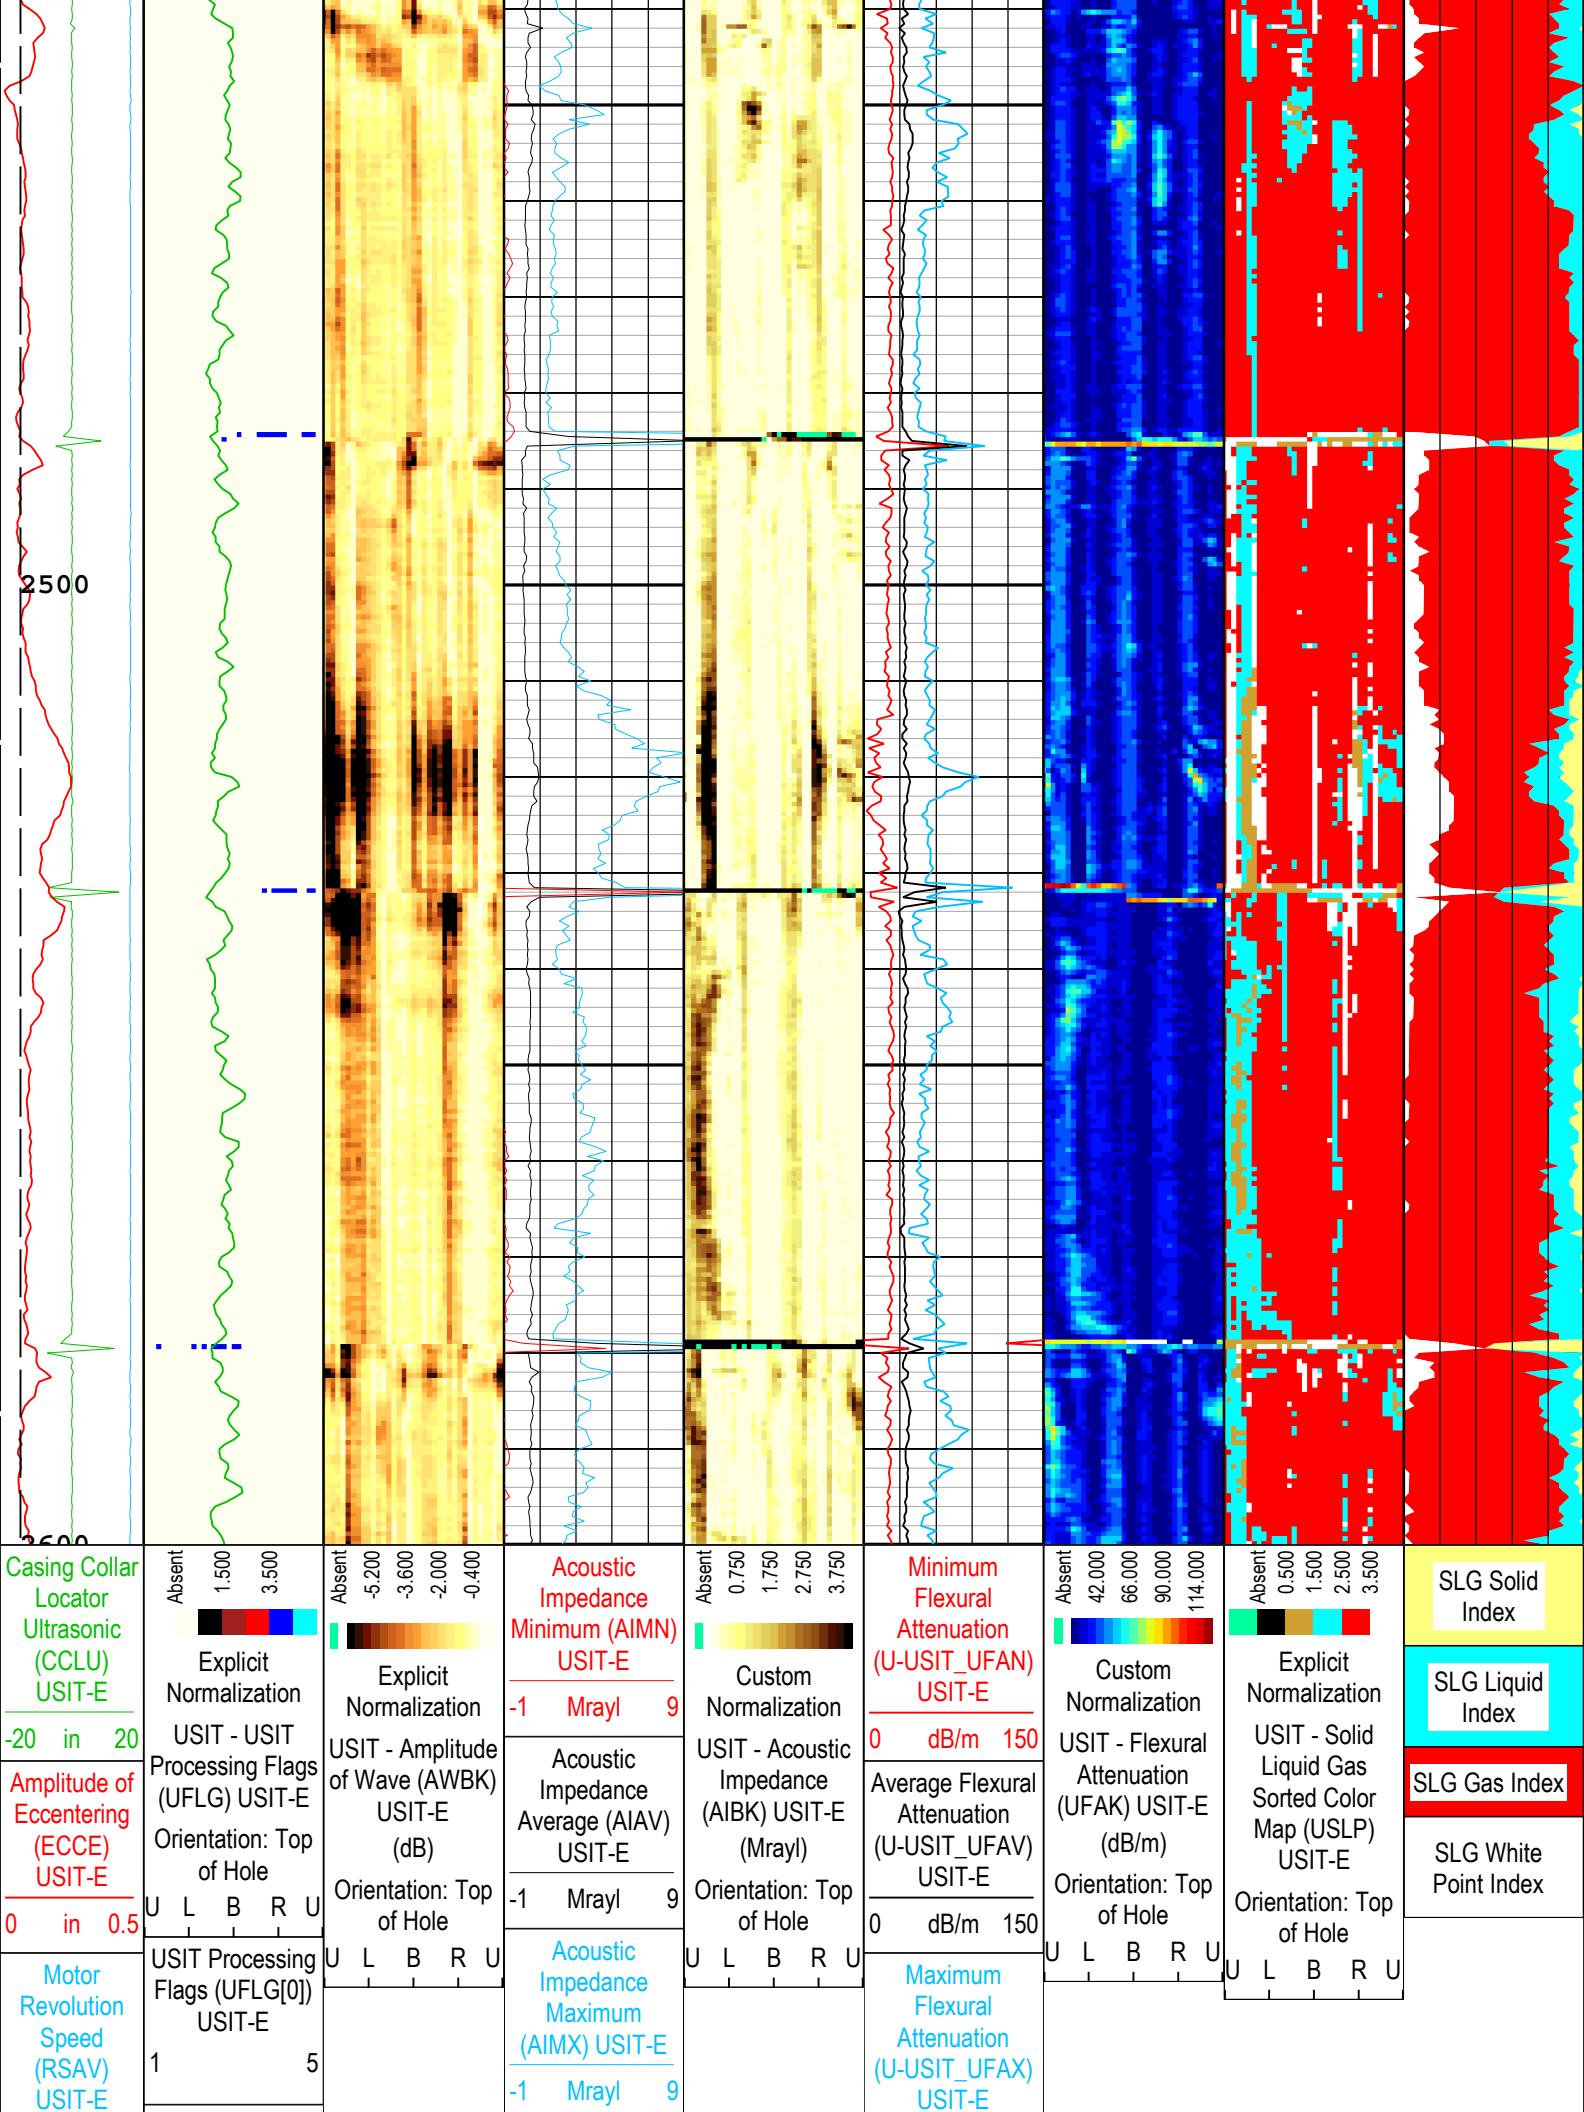 2500
2600
Casing Collar
Locator
Ultrasonic
(CCLU)
USIT-E
-20 in 20
Amplitude of
Eccentering
(ECCE)
USIT-E
0 in 0.5
Motor
Revolution
Speed
(RSAV)
USIT-E
Absent 1.500 3.500
Explicit
Normalization
USIT - USIT
Processing Flags
(UFLG) USIT-E
Orientation: Top
of Hole
U L B R U
USIT Processing
Flags (UFLG[0])
USIT-E
1 5
Absent -5.200 -3.600 -2.000 -0.400
Explicit
Normalization
USIT - Amplitude
of Wave (AWBK)
USIT-E
(dB)
Orientation: Top
of Hole
U L B R U
Acoustic
Impedance
Minimum (AIMN)
USIT-E
-1 Mrayl 9
Acoustic
Impedance
Average (AIAV)
USIT-E
-1 Mrayl 9
Acoustic
Impedance
Maximum
(AIMX) USIT-E
-1 Mrayl 9
Absent 0.750 1.750 2.750 3.750
Custom
Normalization
USIT - Acoustic
Impedance
(AIBK) USIT-E
(Mrayl)
Orientation: Top
of Hole
U L B R U
Minimum
Flexural
Attenuation
(U-USIT_UFAN)
USIT-E
0 dB/m 150
Average Flexural
Attenuation
(U-USIT_UFAV)
USIT-E
0 dB/m 150
Maximum
Flexural
Attenuation
(U-USIT_UFAX)
USIT-E
Absent 42.000 66.000 90.000 114.000
Custom
Normalization
USIT - Flexural
Attenuation
(UFAK) USIT-E
(dB/m)
Orientation: Top
of Hole
U L B R U
Absent 0.500 1.500 2.500 3.500
Explicit
Normalization
USIT - Solid
Liquid Gas
Sorted Color
Map (USLP)
USIT-E
Orientation: Top
of Hole
U L B R U
SLG Solid
Index
SLG Liquid
Index
SLG Gas Index
SLG White
Point Index